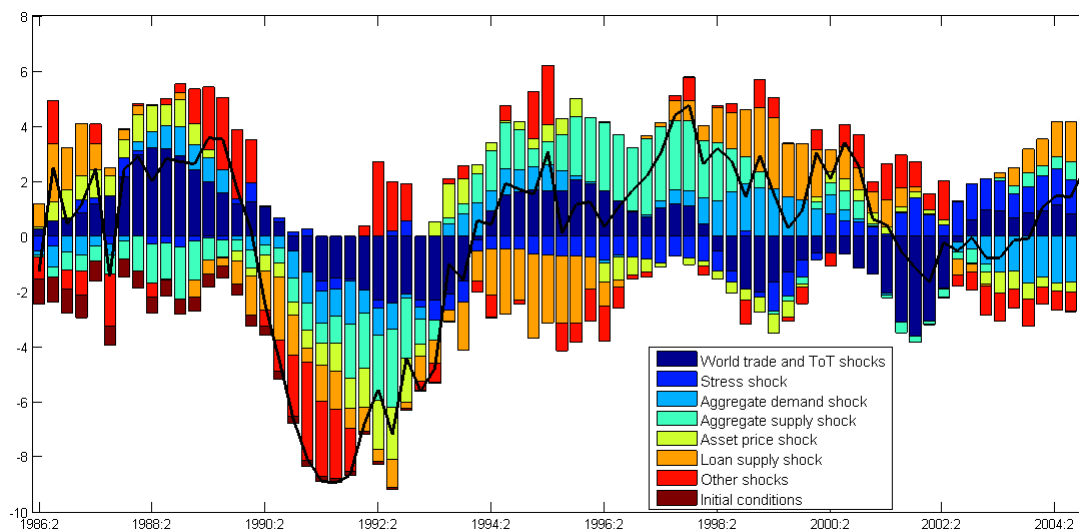 8
6
4
2
0
-2
-4
-6
-8
-10
1986:2 1988:2 1990:2 1992:2 1994:2 1996:2 1998:2 2000:2 2002:2 2004:2
World trade and ToT shocks
Stress shock
Aggregate demand shock
Aggregate supply shock
Asset price shock
Loan supply shock
Other shocks
Initial conditions